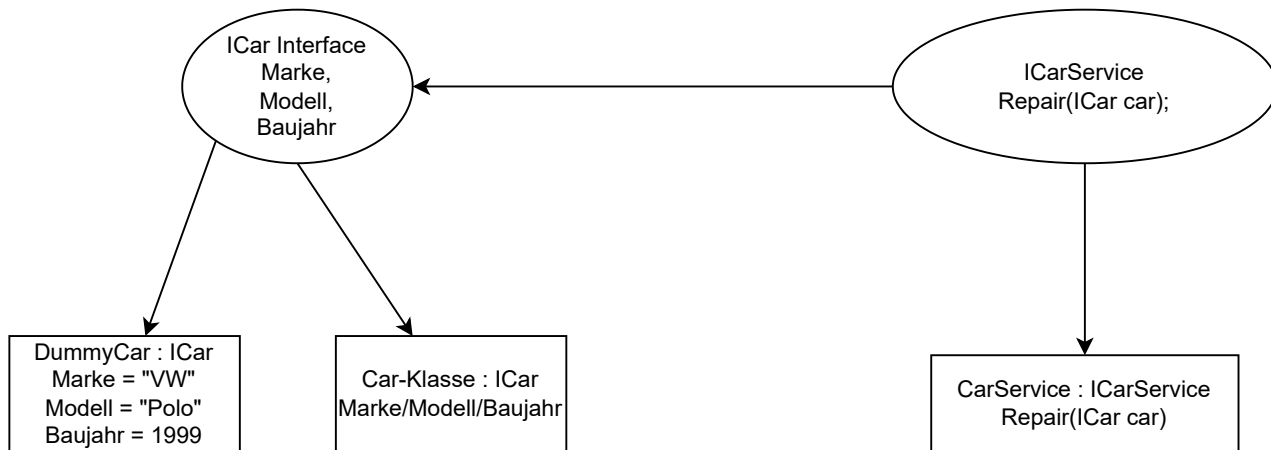 ICar Interface
Marke,
Modell,
Baujahr
ICarService
Repair(ICar car);
DummyCar : ICar
Marke = "VW"
Modell = "Polo"
Baujahr = 1999
Car-Klasse : ICar
Marke/Modell/Baujahr
CarService : ICarService
Repair(ICar car)